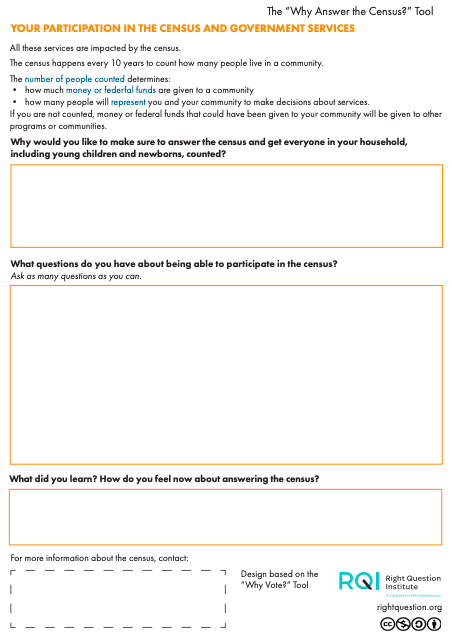 The “Why Answer the Census?” Tool
YOUR PARTICIPATION IN THE CENSUS AND GOVERNMENT SERVICES
All these services are impacted by the census.
The census happens every 10 years to count how many people live in a community.
The number of people counted determines:
• how much money or federfal funds are given to a community
• how many people will represent you and your community to make decisions about services.
If you are not counted, money or federal funds that could have been given to your community will be given to other
programs or communities.
Why would you like to make sure to answer the census and get everyone in your household,
including young children and newborns, counted?
What questions do you have about being able to participate in the census?
Ask as many questions as you can.
What did you learn? How do you feel now about answering the census?
For more information about the census, contact:
Design based on the
“Why Vote?” Tool
RQI
Right Question
Institute
A Catalyst for Microdemocracy
rightquestion.org
cc